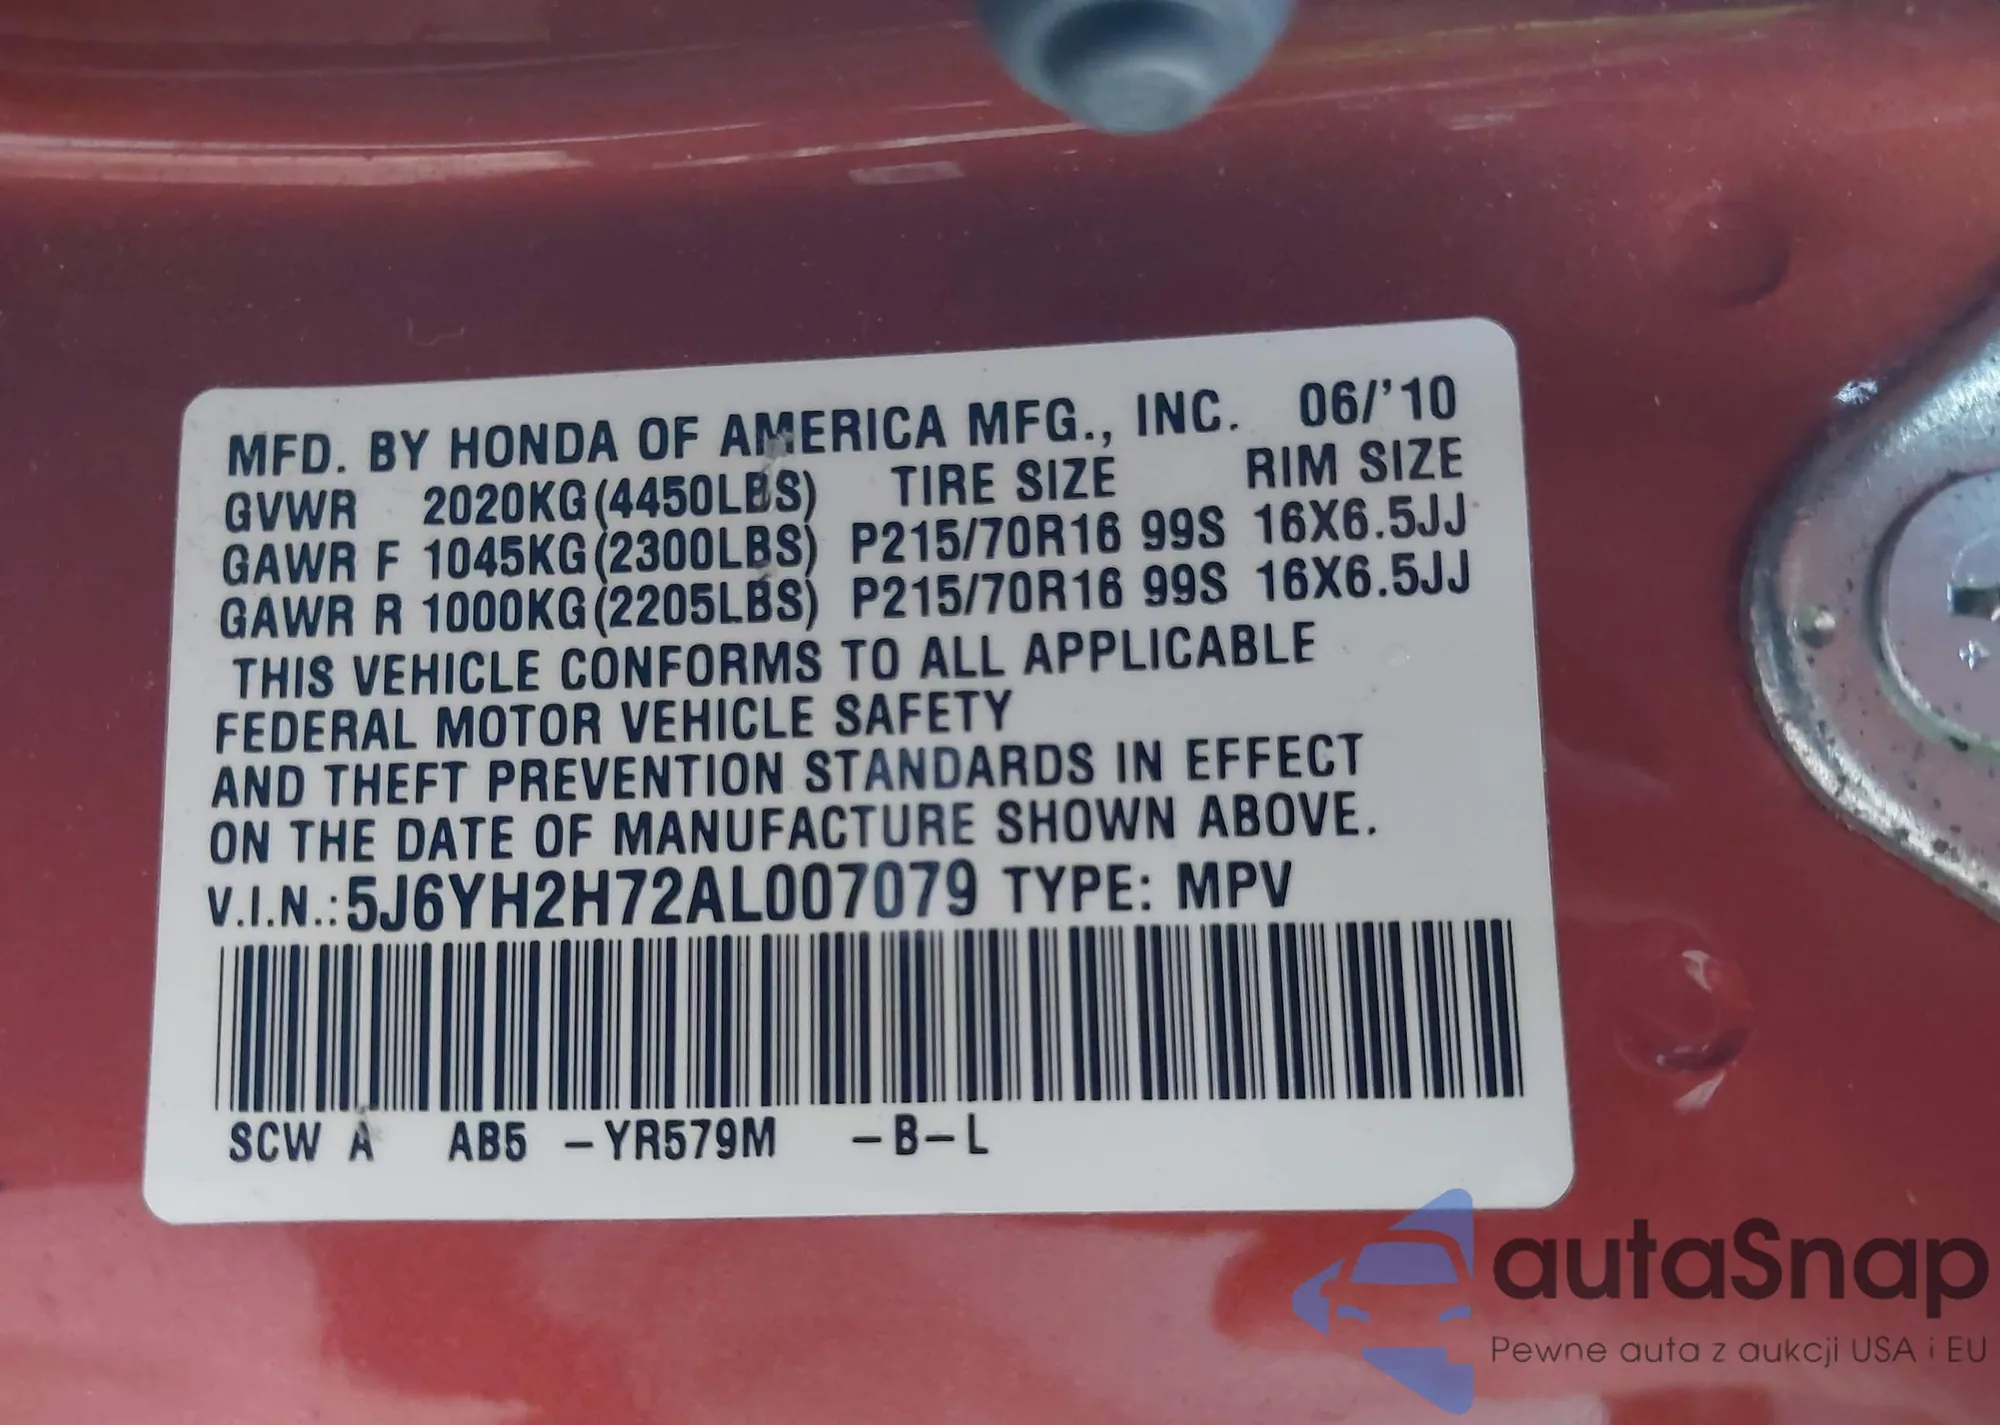 MFD. BY HONDA OF AMERICA MFG., INC. 06/'10
GVWR 2020KG(4450LBS) TIRE SIZE RIM SIZE
GAWR F 1045KG(2300LBS) P215/70R16 99S 16X6.5JJ
GAWR R 1000KG(2205LBS) P215/70R16 99S 16X6.5JJ
THIS VEHICLE CONFORMS TO ALL APPLICABLE
FEDERAL MOTOR VEHICLE SAFETY
AND THEFT PREVENTION STANDARDS IN EFFECT
ON THE DATE OF MANUFACTURE SHOWN ABOVE.
V.I.N.:5J6YH2H72AL007079 TYPE: MPV
SCW A AB5 -YR579M -B-L
autaSnap
Pewne auta z aukcji USA i EU